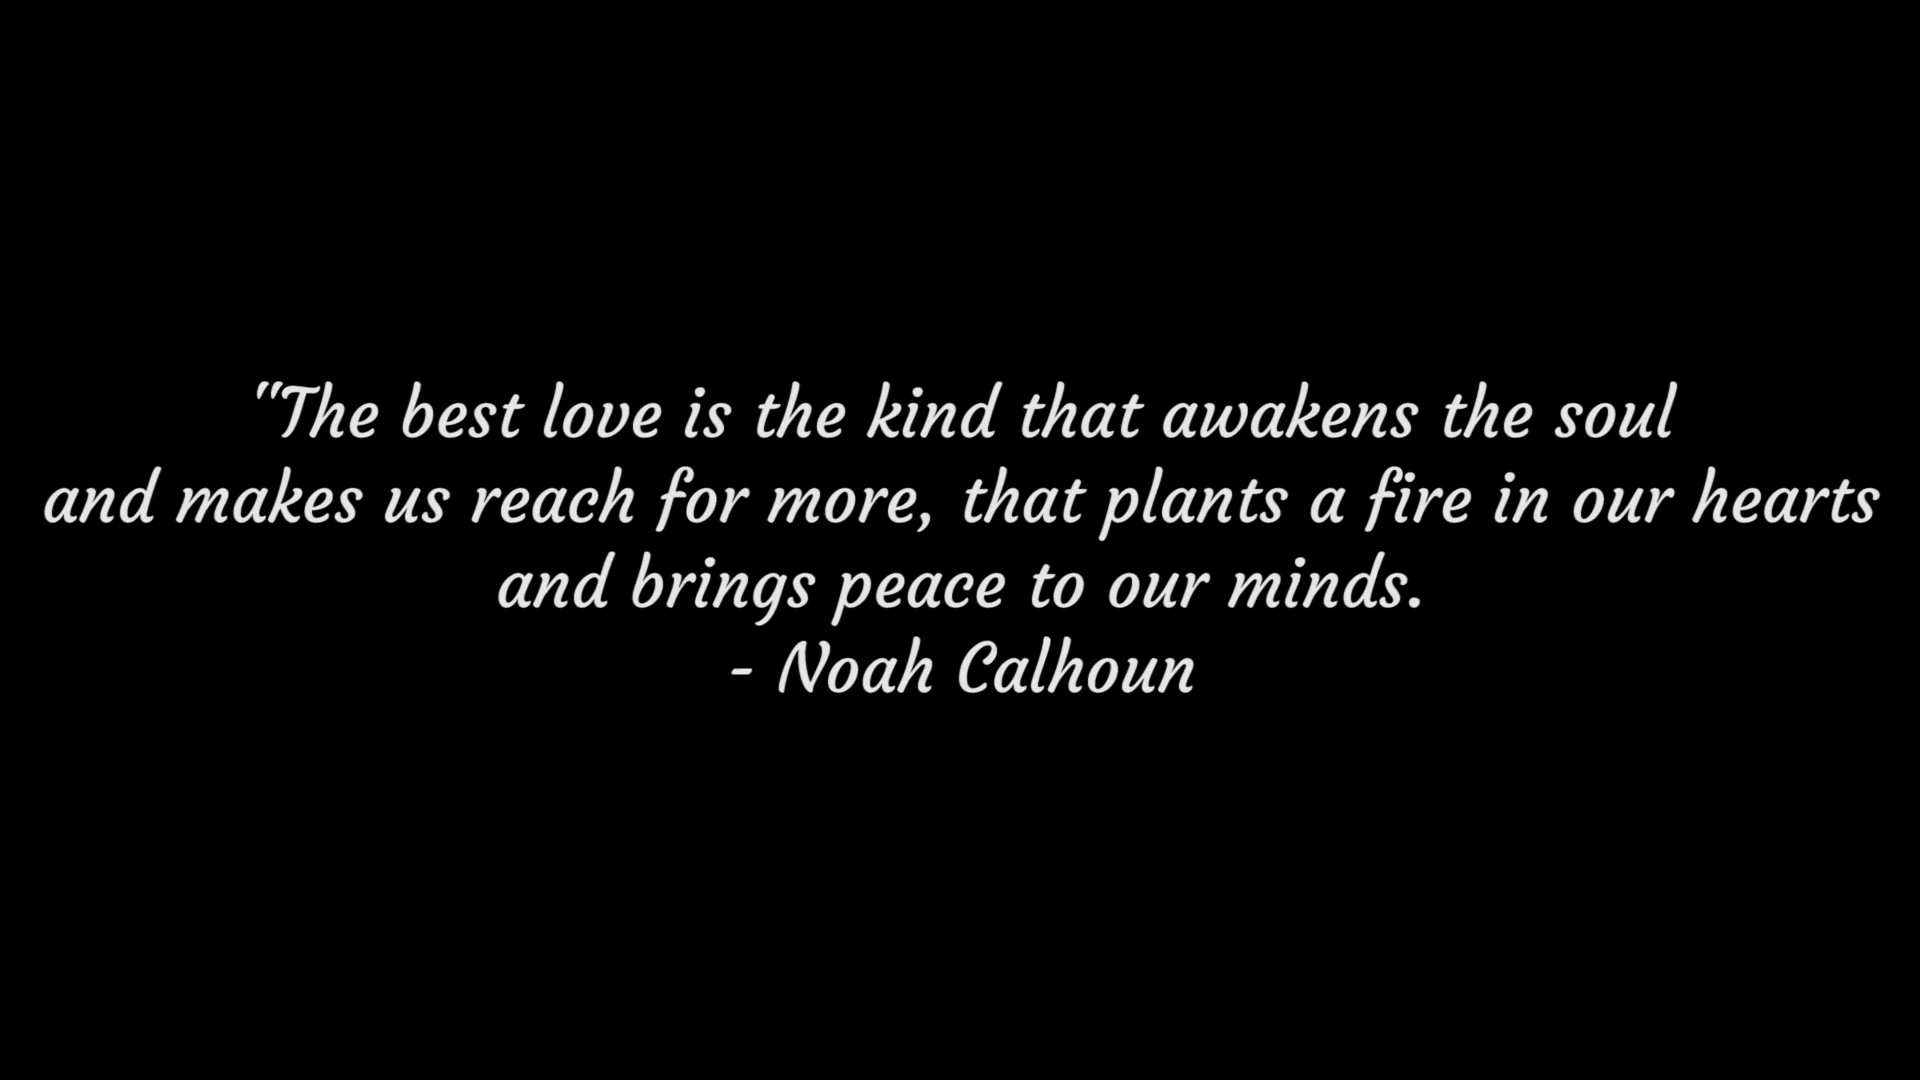 "The best love is the kind that awakens the soul
and makes us reach for more, that plants a fire in our hearts
and brings peace to our minds.
- Noah Calhoun